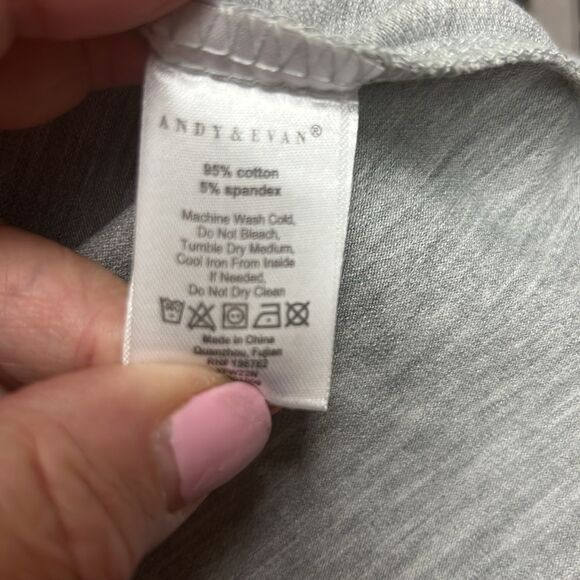 ANDY & EVAN®
95% cotton
5% spandex
Machine Wash Cold,
Do Not Bleach,
Tumble Dry Medium,
Cool Iron From Inside
If Needed,
Do Not Dry Clean
Made in China
Quanzhou, Fujian